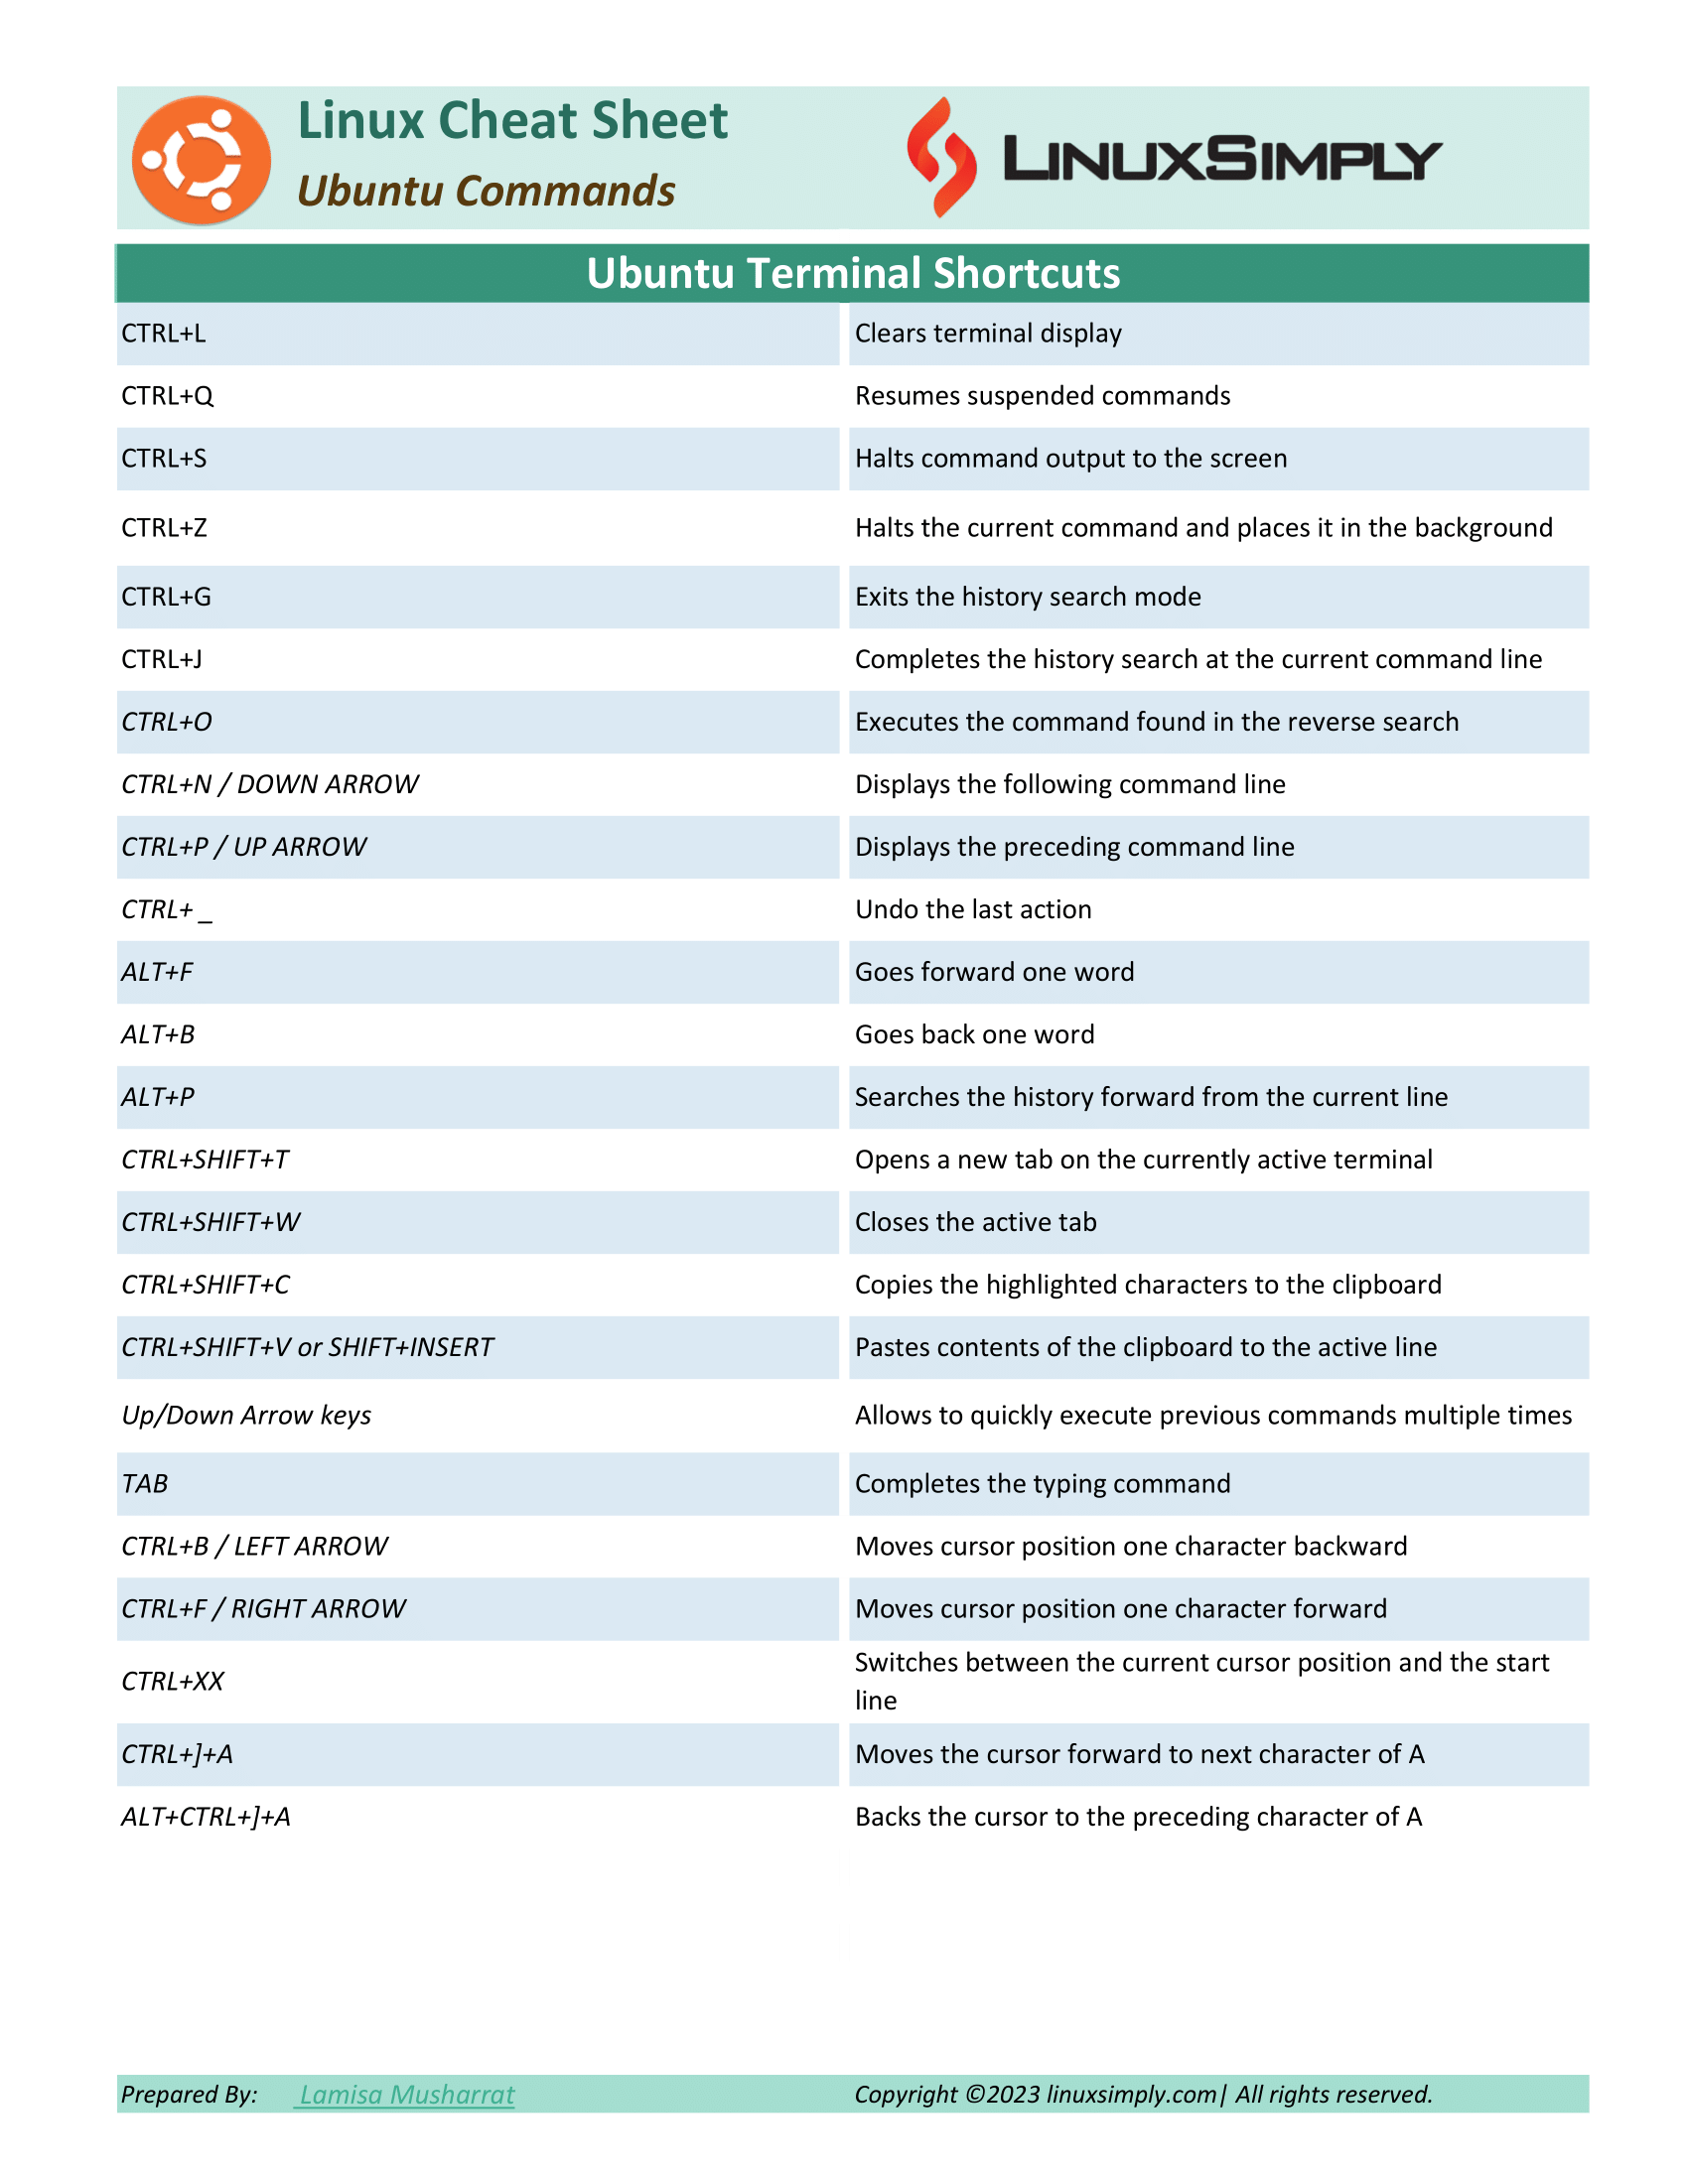 Linux Cheat Sheet
Ubuntu Commands
LINUXSIMPLY
Ubuntu Terminal Shortcuts
CTRL+L Clears terminal display
CTRL+Q Resumes suspended commands
CTRL+S Halts command output to the screen
CTRL+Z Halts the current command and places it in the background
CTRL+G Exits the history search mode
CTRL+J Completes the history search at the current command line
CTRL+O Executes the command found in the reverse search
CTRL+N / DOWN ARROW Displays the following command line
CTRL+P / UP ARROW Displays the preceding command line
CTRL+ _ Undo the last action
ALT+F Goes forward one word
ALT+B Goes back one word
ALT+P Searches the history forward from the current line
CTRL+SHIFT+T Opens a new tab on the currently active terminal
CTRL+SHIFT+W Closes the active tab
CTRL+SHIFT+C Copies the highlighted characters to the clipboard
CTRL+SHIFT+V or SHIFT+INSERT Pastes contents of the clipboard to the active line
Up/Down Arrow keys Allows to quickly execute previous commands multiple times
TAB Completes the typing command
CTRL+B / LEFT ARROW Moves cursor position one character backward
CTRL+F / RIGHT ARROW Moves cursor position one character forward
CTRL+XX Switches between the current cursor position and the start
line
CTRL+]+A Moves the cursor forward to next character of A
ALT+CTRL+]+A Backs the cursor to the preceding character of A
Prepared By: Lamisa Musharrat Copyright ©2023 linuxsimply.com| All rights reserved.